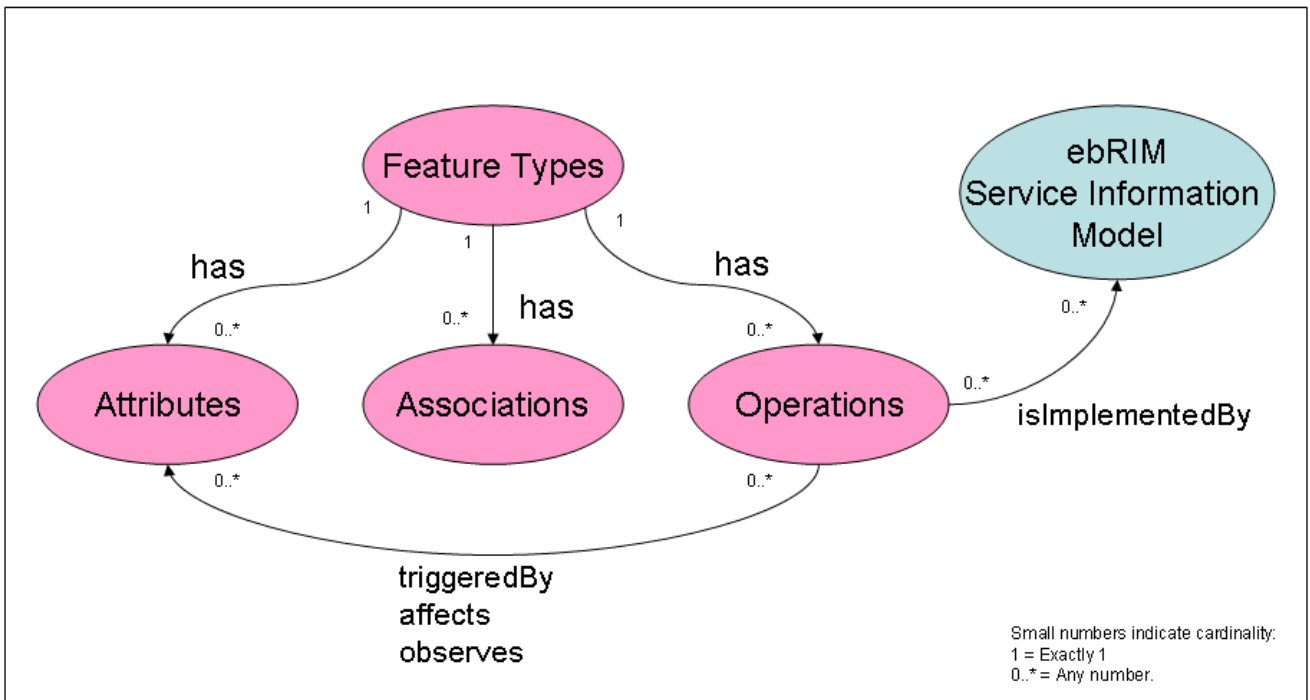 Feature Types
ebRIM
Service Information
Model
1
1
1
has
has
has
0..*
0..*
0..*
0..*
Attributes
Associations
Operations
0..*
isImplementedBy
0..*
0..*
triggeredBy
affects
observes
Small numbers indicate cardinality:
1 = Exactly 1
0..* = Any number.